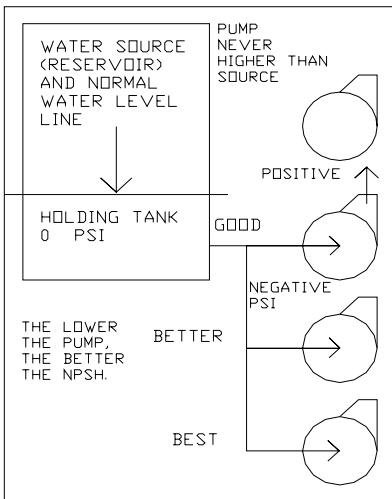 WATER SOURCE
(RESERVOIR)
AND NORMAL
WATER LEVEL
LINE
PUMP
NEVER
HIGHER THAN
SOURCE
POSITIVE
HOLDING TANK
0 PSI
GOOD
NEGATIVE
PSI
THE LOWER
THE PUMP,
THE BETTER
THE NPSH.
BETTER
BEST